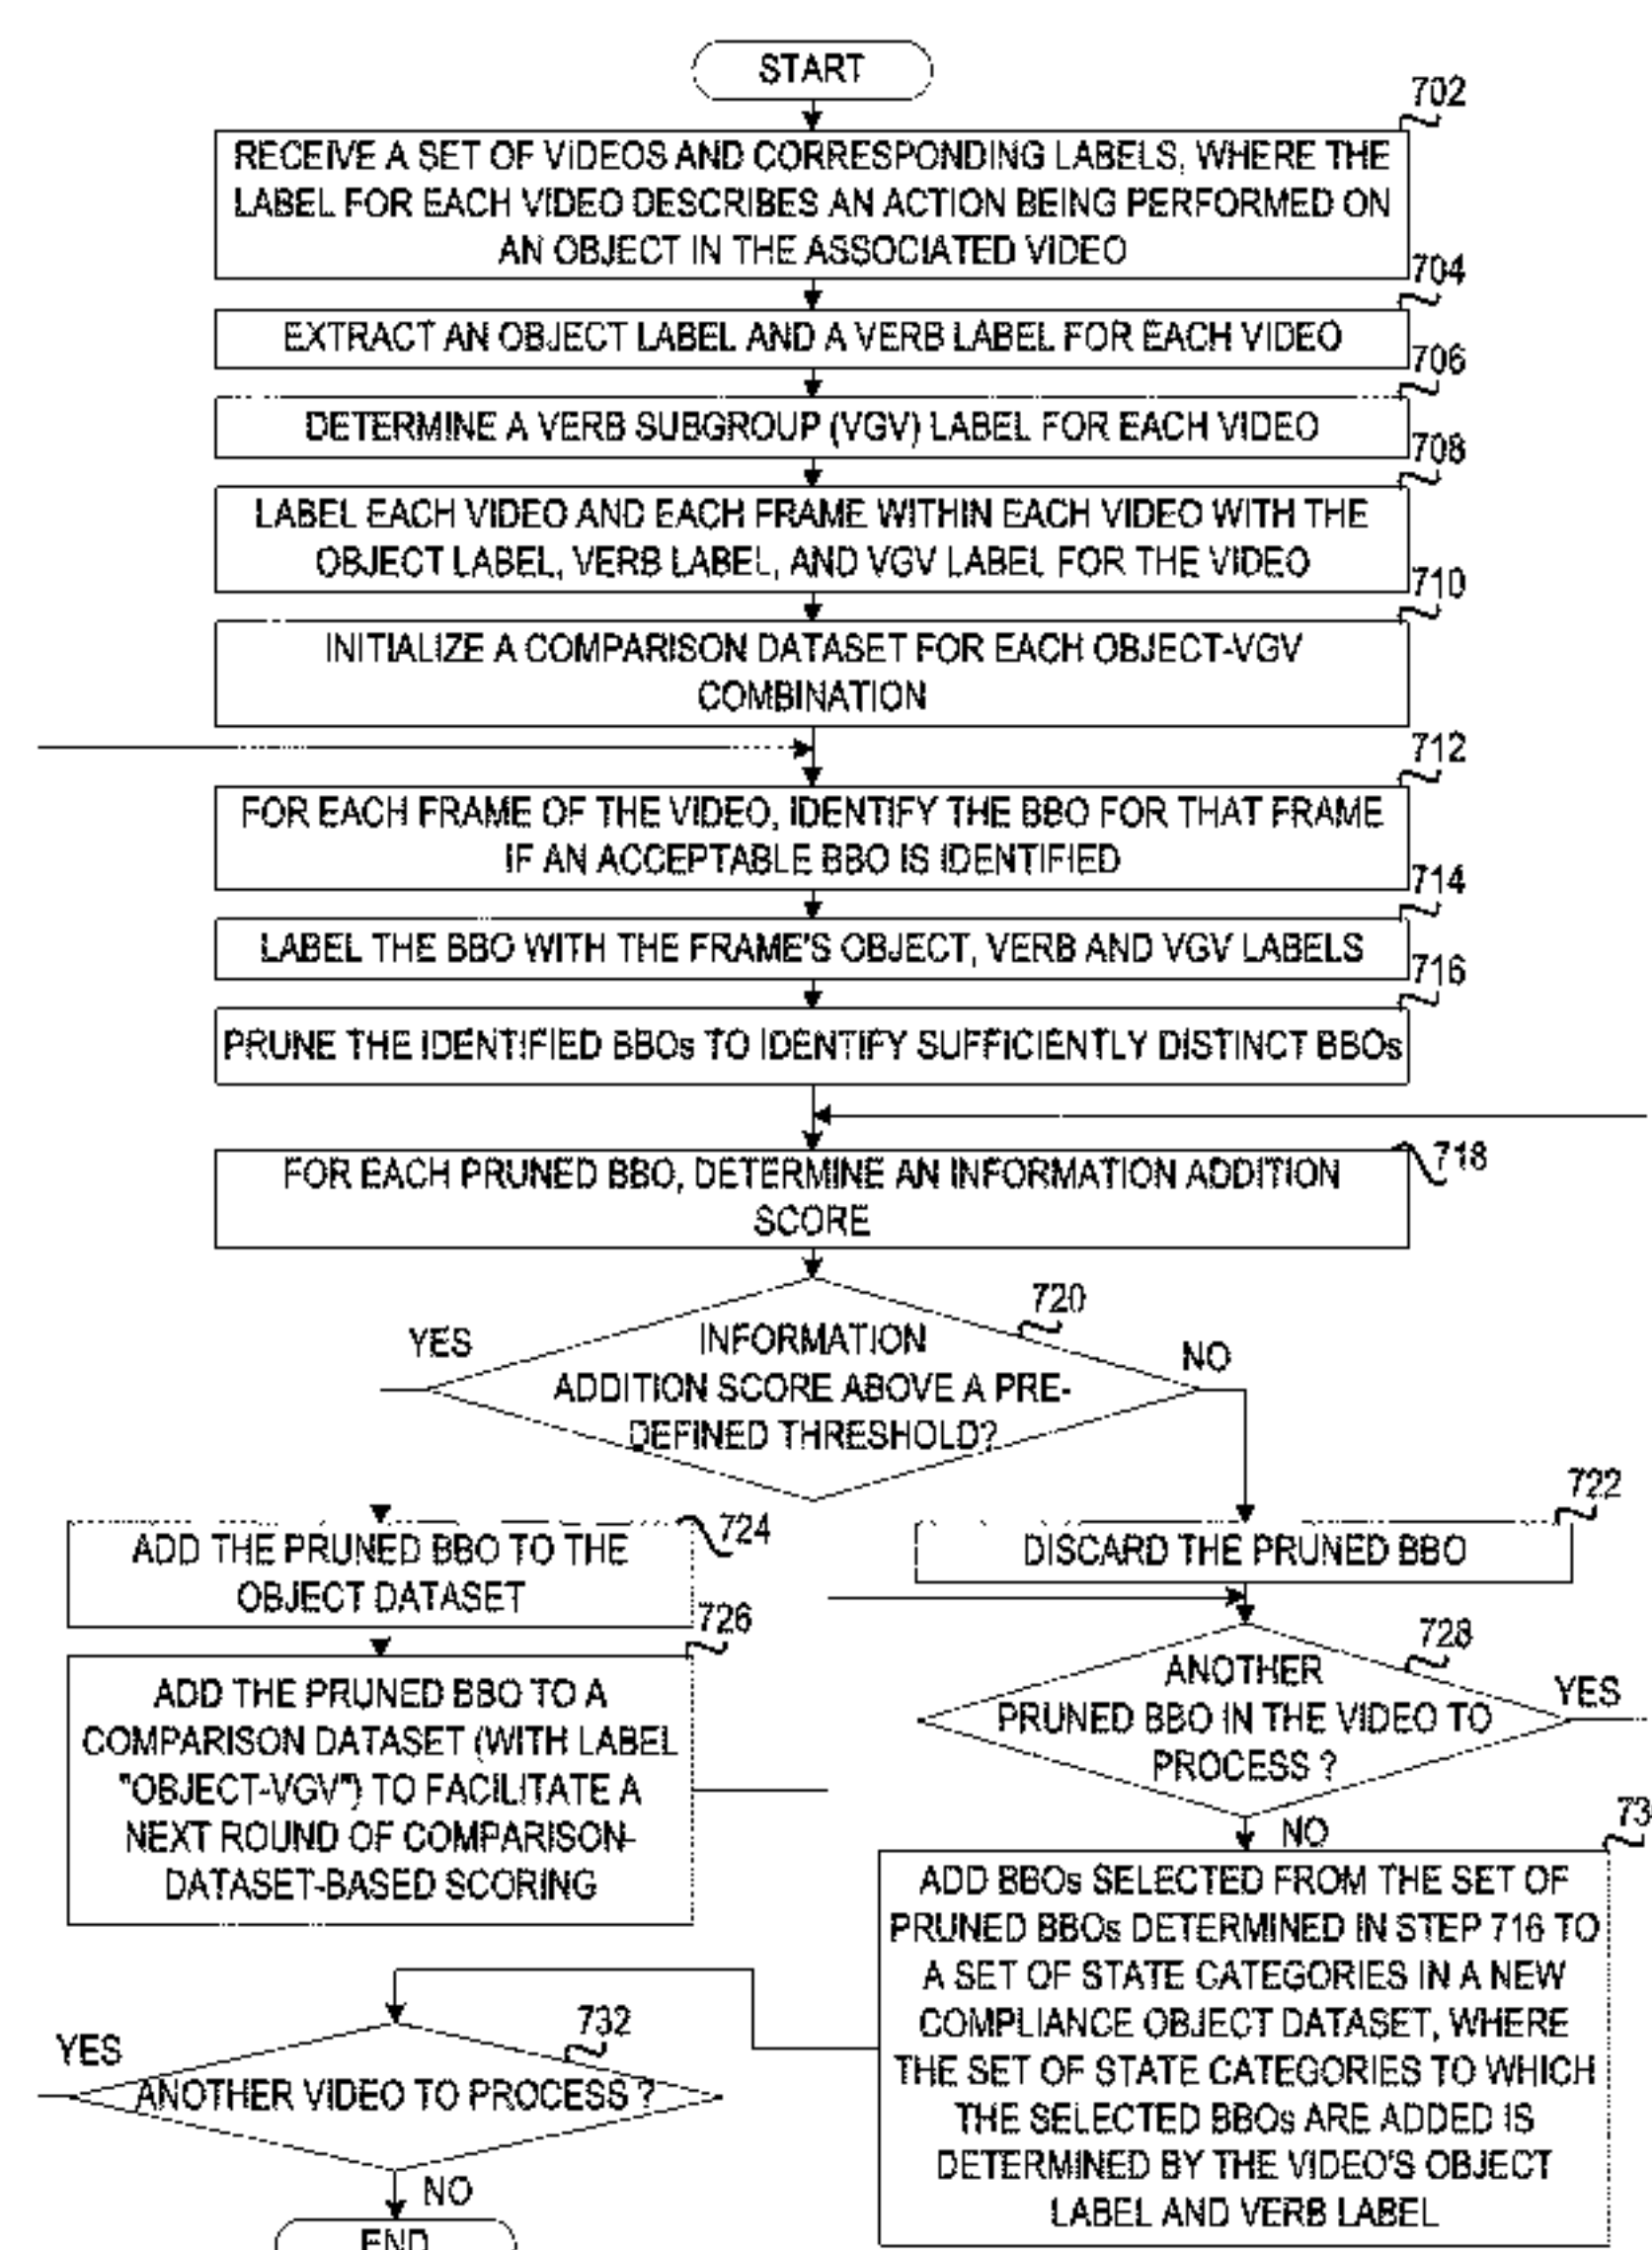 START
702
RECEIVE A SET OF VIDEOS AND CORRESPONDING LABELS, WHERE THE
LABEL FOR EACH VIDEO DESCRIBES AN ACTION BEING PERFORMED ON
AN OBJECT IN THE ASSOCIATED VIDEO
704
EXTRACT AN OBJECT LABEL AND A VERB LABEL FOR EACH VIDEO
706
DETERMINE A VERB SUBGROUP (VGV) LABEL FOR EACH VIDEO
708
LABEL EACH VIDEO AND EACH FRAME WITHIN EACH VIDEO WITH THE
OBJECT LABEL, VERB LABEL, AND VGV LABEL FOR THE VIDEO
710
INITIALIZE A COMPARISON DATASET FOR EACH OBJECT-VGV
COMBINATION
712
FOR EACH FRAME OF THE VIDEO, IDENTIFY THE BBO FOR THAT FRAME
IF AN ACCEPTABLE BBO IS IDENTIFIED
714
LABEL THE BBO WITH THE FRAME'S OBJECT, VERB AND VGV LABELS
716
PRUNE THE IDENTIFIED BBOs TO IDENTIFY SUFFICIENTLY DISTINCT BBOs
718
FOR EACH PRUNED BBO, DETERMINE AN INFORMATION ADDITION
SCORE
720
YES
NO
INFORMATION
ADDITION SCORE ABOVE A PRE-
DEFINED THRESHOLD?
724
ADD THE PRUNED BBO TO THE
OBJECT DATASET
722
DISCARD THE PRUNED BBO
726
ADD THE PRUNED BBO TO A
COMPARISON DATASET (WITH LABEL
"OBJECT-VGV") TO FACILITATE A
NEXT ROUND OF COMPARISON-
DATASET-BASED SCORING
728
ANOTHER
PRUNED BBO IN THE VIDEO TO
PROCESS ?
YES
NO
73
ADD BBOs SELECTED FROM THE SET OF
PRUNED BBOs DETERMINED IN STEP 716 TO
A SET OF STATE CATEGORIES IN A NEW
COMPLIANCE OBJECT DATASET, WHERE
THE SET OF STATE CATEGORIES TO WHICH
THE SELECTED BBOs ARE ADDED IS
DETERMINED BY THE VIDEO'S OBJECT
LABEL AND VERB LABEL
732
YES
ANOTHER VIDEO TO PROCESS ?
NO
END